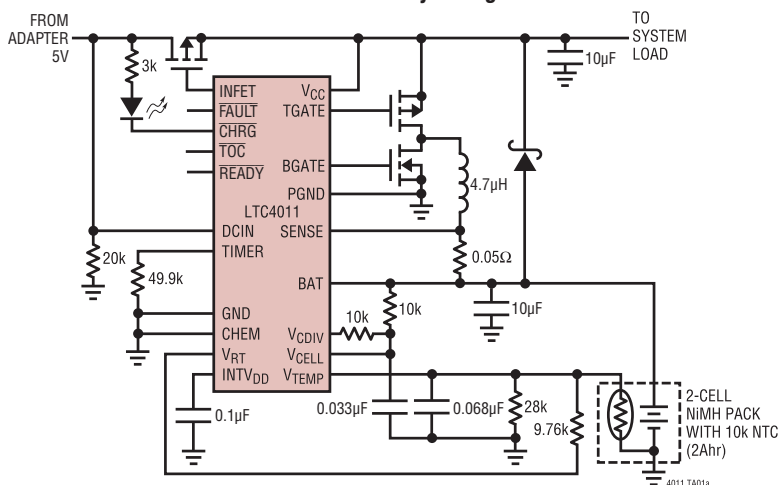 FROM
ADAPTER
5V
TO
SYSTEM
LOAD
3k
10µF
INFET
FAULT
CHRG
TOC
READY
VCC
TGATE
BGATE
PGND
LTC4011
DCIN
SENSE
TIMER
4.7µH
0.05Ω
20k
49.9k
BAT
10k
10µF
10k
GND
CHEM
VRT
INTVDD
VCDIV
VCELL
VTEMP
0.1µF
0.033µF
0.068µF
28k
9.76k
2-CELL
NiMH PACK
WITH 10k NTC
(2Ahr)
4011 TA01a